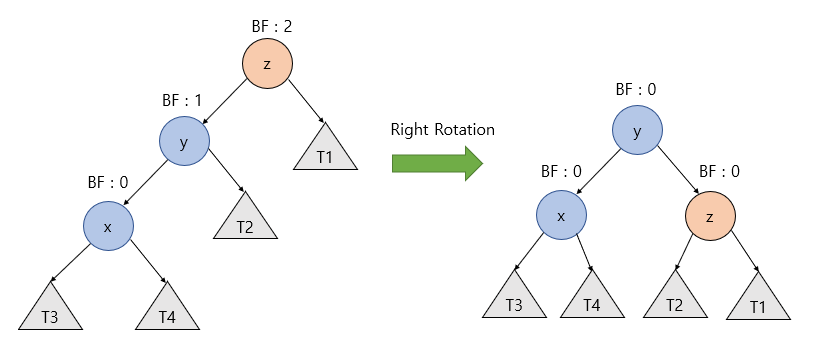 BF : 2
z
BF : 1
y
T1
BF : 0
x
T2
T3
T4
Right Rotation
BF : 0
y
BF : 0
BF : 0
x
z
T3
T4
T2
T1